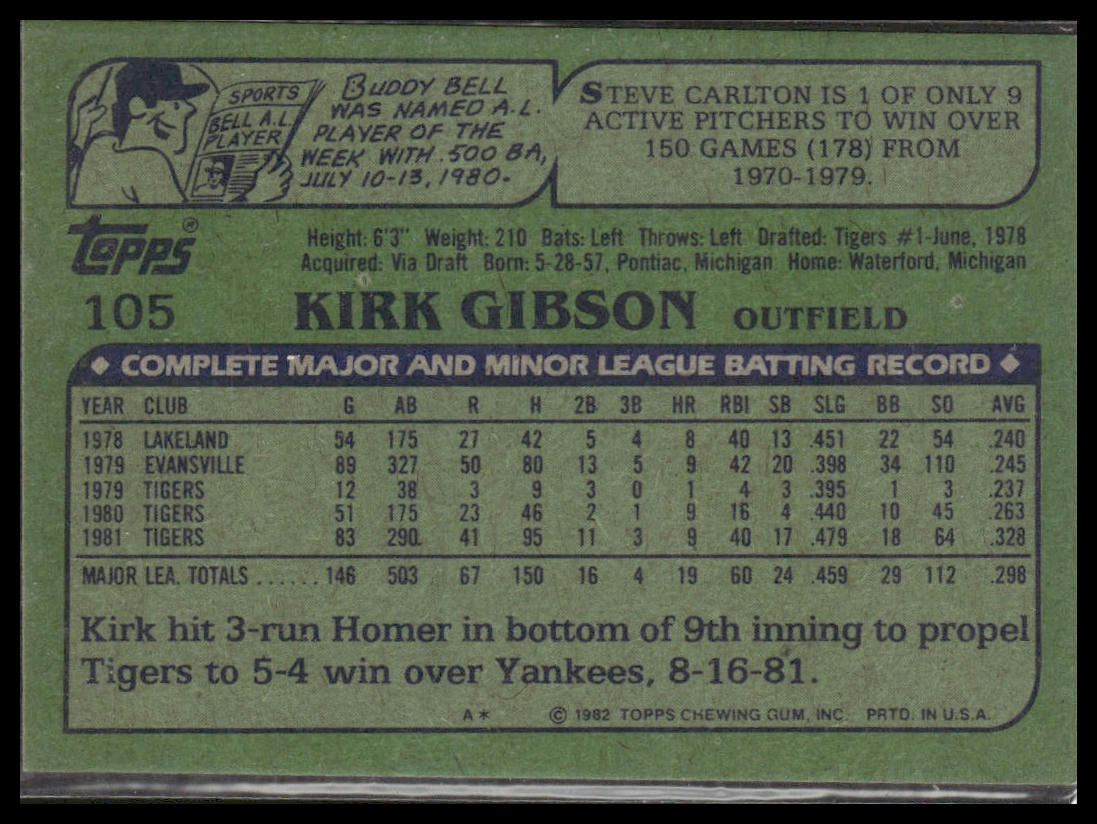 SPORTS
BELL A.L.
PLAYER
BUDDY BELL
WAS NAMED A.L.
PLAYER OF THE
WEEK WITH .500 BA,
JULY 10-13, 1980.
STEVE CARLTON IS 1 OF ONLY 9
ACTIVE PITCHERS TO WIN OVER
150 GAMES (178) FROM
1970-1979.
TOPPS®
Height: 6'3" Weight: 210 Bats: Left Throws: Left Drafted: Tigers #1-June, 1978
Acquired: Via Draft Born: 5-28-57, Pontiac, Michigan Home: Waterford, Michigan
105 KIRK GIBSON OUTFIELD
◆ COMPLETE MAJOR AND MINOR LEAGUE BATTING RECORD ◆
YEAR CLUB G AB R H 2B 3B HR RBI SB SLG BB SO AVG
1978 LAKELAND 54 175 27 42 5 4 8 40 13 .451 22 54 .240
1979 EVANSVILLE 89 327 50 80 13 5 9 42 20 .398 34 110 .245
1979 TIGERS 12 38 3 9 3 0 1 4 3 .395 1 3 .237
1980 TIGERS 51 175 23 46 2 1 9 16 4 .440 10 45 .263
1981 TIGERS 83 290 41 95 11 3 9 40 17 .479 18 64 .328
MAJOR LEA. TOTALS ...... 146 503 67 150 16 4 19 60 24 .459 29 112 .298
Kirk hit 3-run Homer in bottom of 9th inning to propel
Tigers to 5-4 win over Yankees, 8-16-81.
A* © 1982 TOPPS CHEWING GUM, INC. PRTD. IN U.S.A.